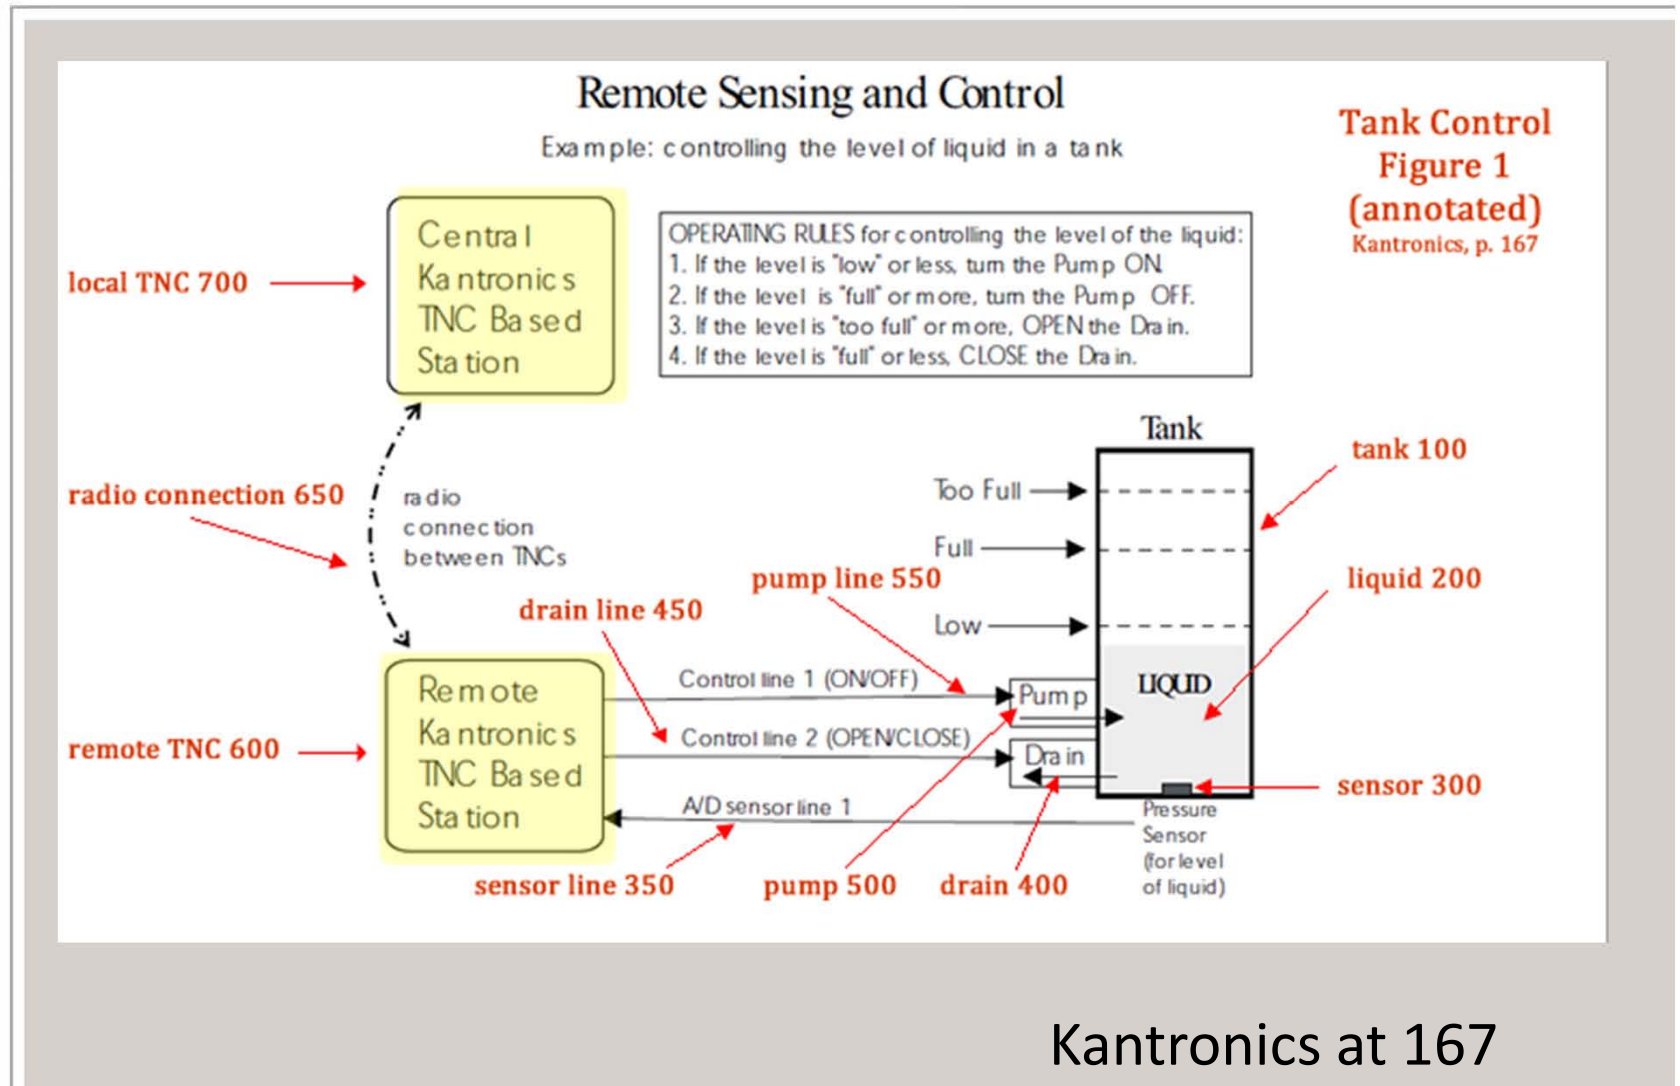 Remote Sensing and Control
Example: controlling the level of liquid in a tank
Tank Control
Figure 1
(annotated)
Kantronics, p. 167
Central
Kantronics
TNC Based
Station
local TNC 700
OPERATING RULES for controlling the level of the liquid:
1. If the level is "low" or less, turn the Pump ON
2. If the level is "full" or more, turn the Pump OFF.
3. If the level is "too full" or more, OPEN the Drain.
4. If the level is "full" or less, CLOSE the Drain.
radio connection 650
radio
connection
between TNCs
Tank
tank 100
Too Full
Full
Low
liquid 200
pump line 550
drain line 450
Remote
Kantronics
TNC Based
Station
remote TNC 600
Control line 1 (ON/OFF)
Control line 2 (OPEN/CLOSE)
A/D sensor line 1
Pump
Drain
LIQUID
sensor 300
Pressure
Sensor
(for level
of liquid)
sensor line 350
pump 500
drain 400
Kantronics at 167